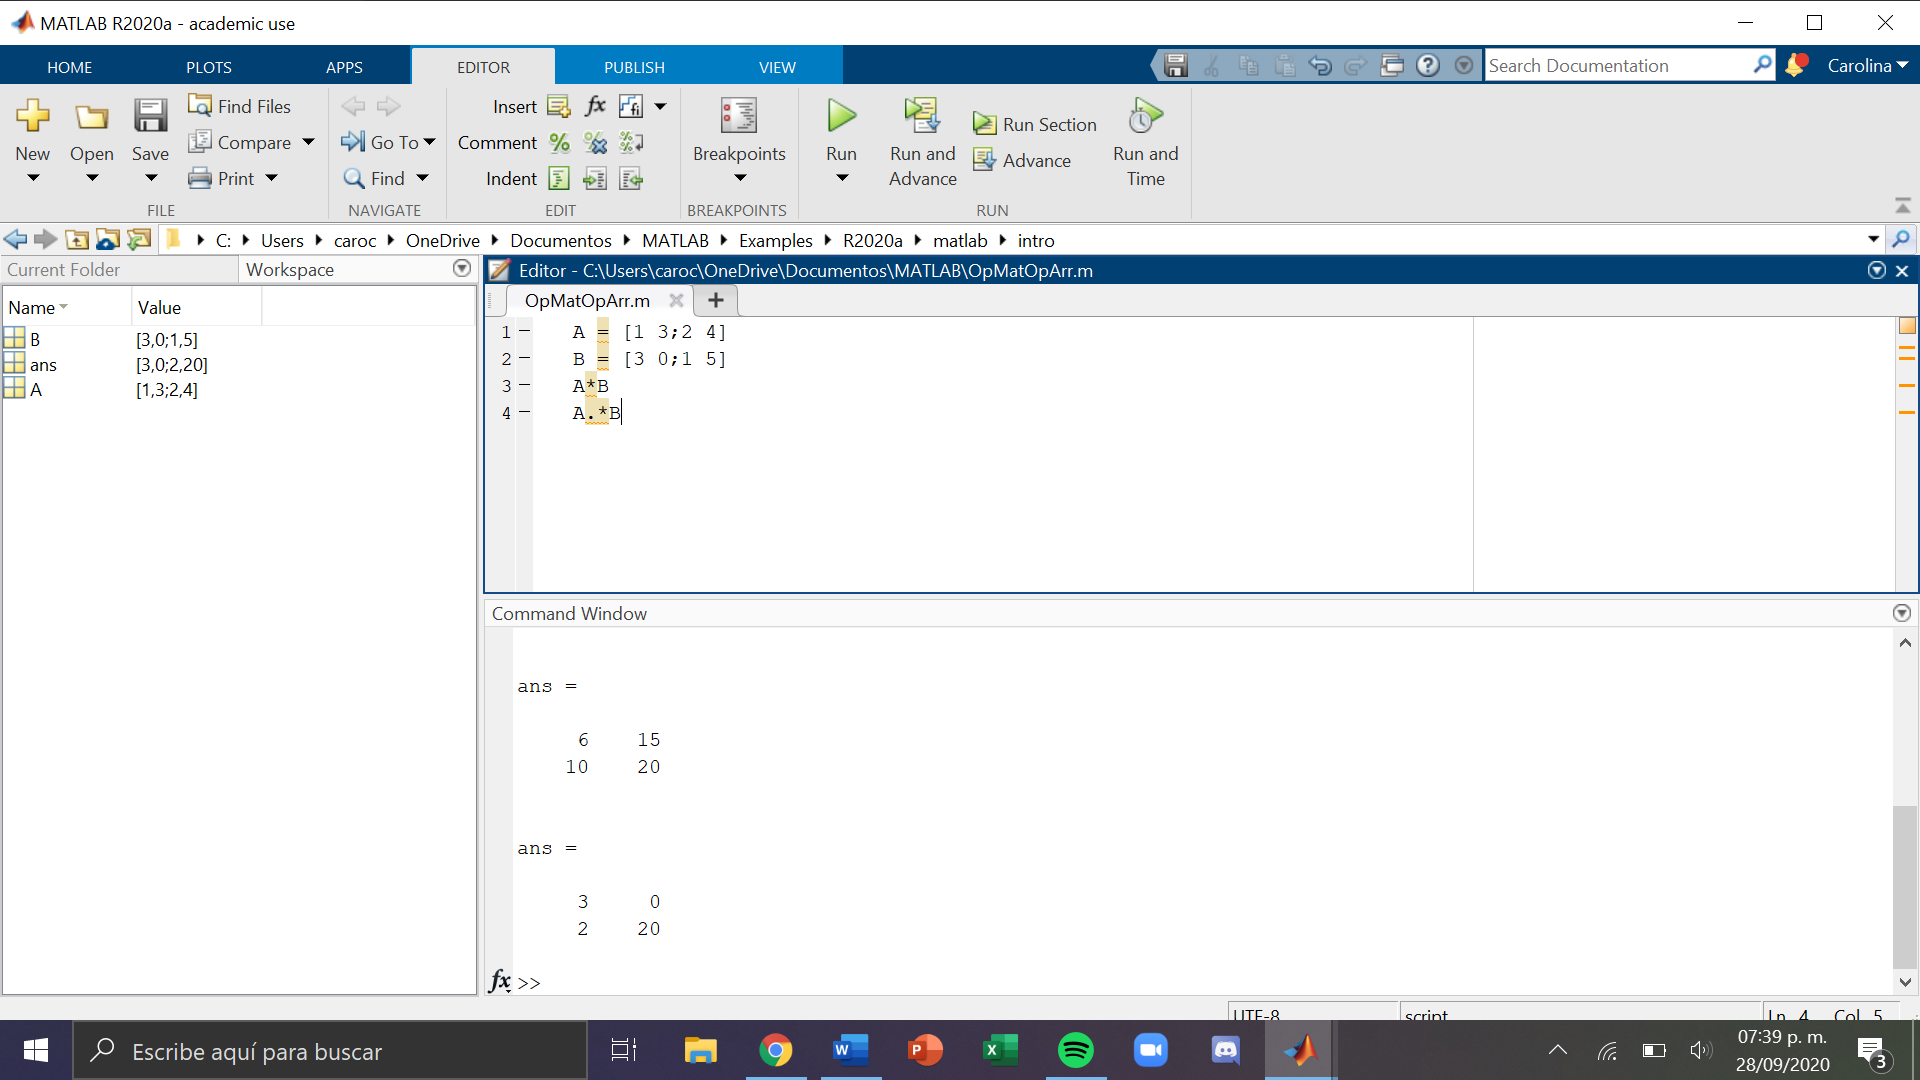 MATLAB R2020a - academic use
HOME PLOTS APPS EDITOR PUBLISH VIEW Search Documentation Carolina
New Open Save Find Files Compare Print
FILE
Go To Find
NAVIGATE
Insert fx fi
Comment
Indent
EDIT
Breakpoints
BREAKPOINTS
Run Run and Advance Run Section Advance Run and Time
RUN
C: Users caroc OneDrive Documentos MATLAB Examples R2020a matlab intro
Current Folder Workspace
Name Value
B [3,0;1,5]
ans [3,0;2,20]
A [1,3;2,4]
Editor - C:\Users\caroc\OneDrive\Documentos\MATLAB\OpMatOpArr.m
OpMatOpArr.m
1 A = [1 3;2 4]
2 B = [3 0;1 5]
3 A*B
4 A.*B
Command Window
ans =
6 15
10 20
ans =
3 0
2 20
fx >>
UTF-8 script Ln 4 Col 5
Escribe aquí para buscar
07:39 p. m.
28/09/2020
3